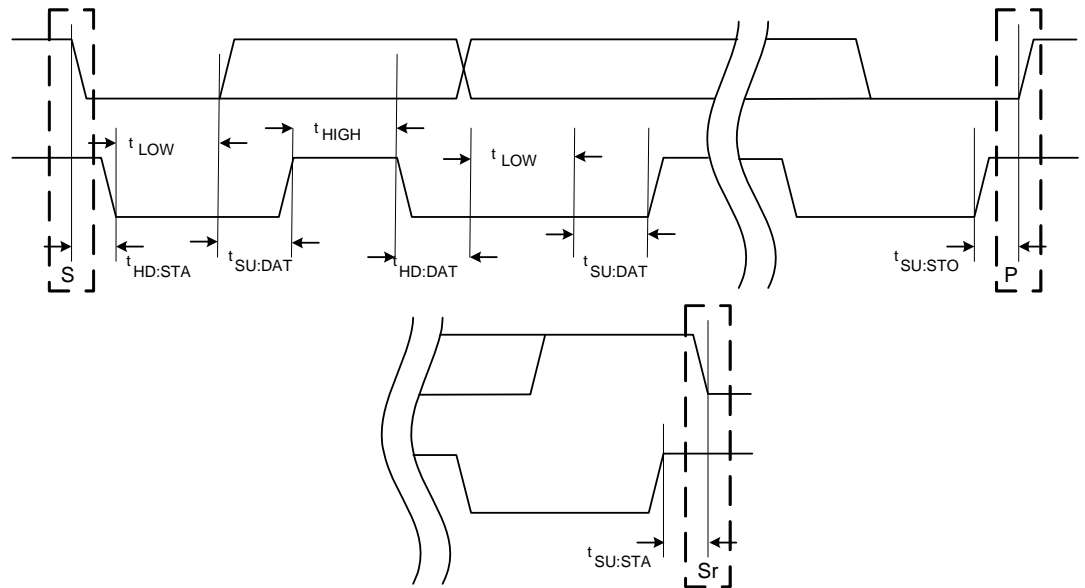 t LOW
t HIGH
t LOW
t HD:STA
t SU:DAT
t HD:DAT
t SU:DAT
t SU:STO
S
P
t SU:STA
Sr